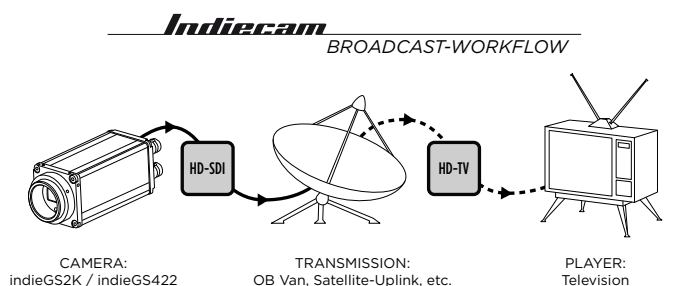 Indiecam
BROADCAST-WORKFLOW
HD-SDI
HD-TV
CAMERA:
indieGS2K / indieGS422
TRANSMISSION:
OB Van, Satellite-Uplink, etc.
PLAYER:
Television